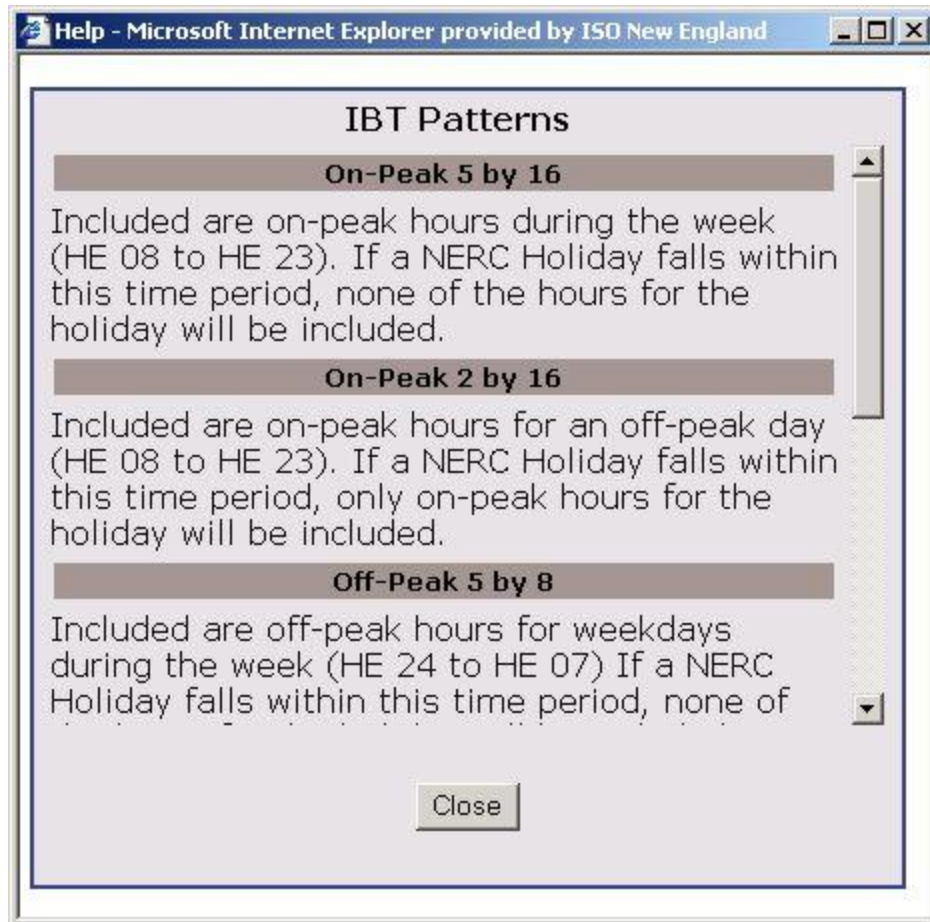 Help - Microsoft Internet Explorer provided by ISO New England
IBT Patterns
On-Peak 5 by 16
Included are on-peak hours during the week
(HE 08 to HE 23). If a NERC Holiday falls within
this time period, none of the hours for the
holiday will be included.
On-Peak 2 by 16
Included are on-peak hours for an off-peak day
(HE 08 to HE 23). If a NERC Holiday falls within
this time period, only on-peak hours for the
holiday will be included.
Off-Peak 5 by 8
Included are off-peak hours for weekdays
during the week (HE 24 to HE 07) If a NERC
Holiday falls within this time period, none of
Close